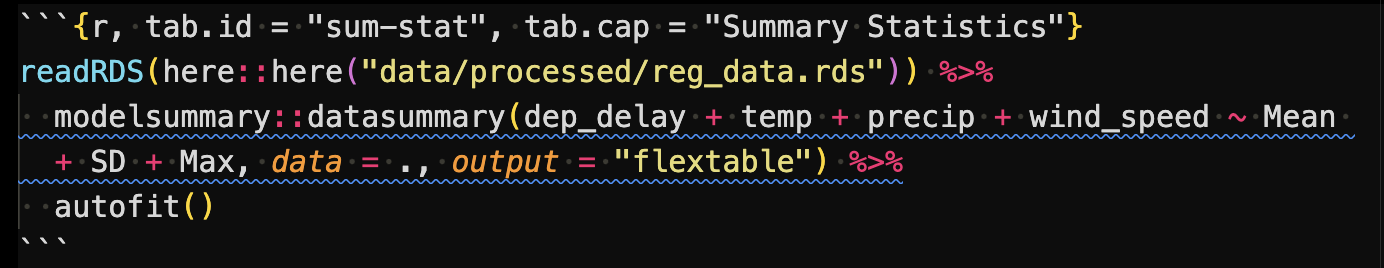 ```{r, tab.id = "sum-stat", tab.cap = "Summary Statistics"}
readRDS(here::here("data/processed/reg_data.rds")) %>%
  modelsummary::datasummary(dep_delay + temp + precip + wind_speed ~ Mean
  + SD + Max, data = ., output = "flextable") %>%
  autofit()
```